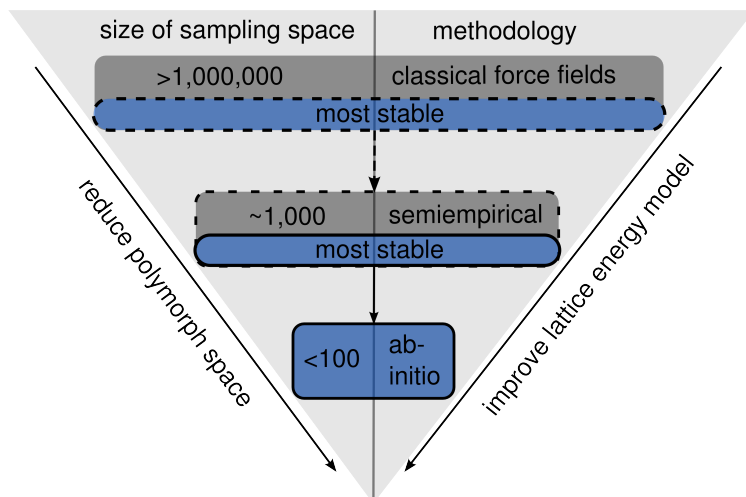 size of sampling space
methodology
>1,000,000
classical force fields
most stable
~1,000
semiempirical
most stable
<100
ab-
initio
reduce polymorph space
improve lattice energy model